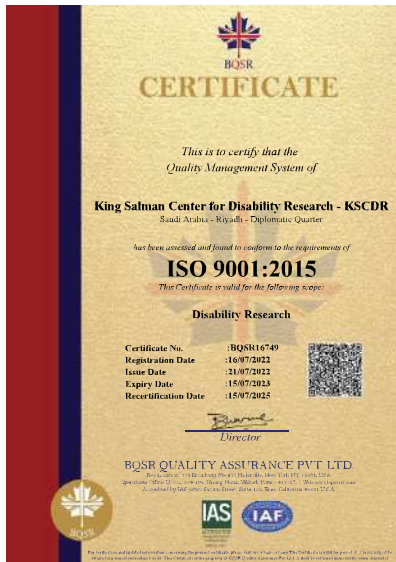 BQSR
CERTIFICATE
This is to certify that the
Quality Management System of
King Salman Center for Disability Research - KSCDR
Saudi Arabia - Riyadh - Diplomatic Quarter
has been assessed and found to conform to the requirements of
ISO 9001:2015
This Certificate is valid for the following scope:
Disability Research
Certificate No. :BQSR16749
Registration Date :16/07/2022
Issue Date :21/07/2022
Expiry Date :15/07/2023
Recertification Date :15/07/2025
Director
BQSR QUALITY ASSURANCE PVT. LTD.
BQSR
IAS
IAF